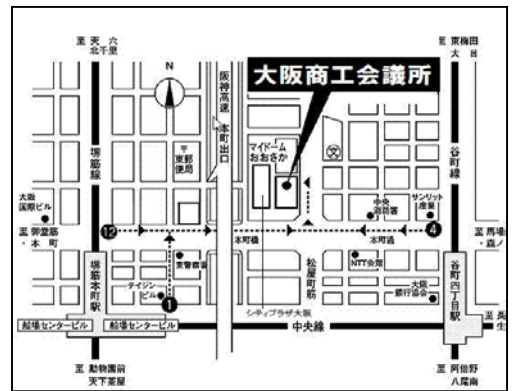 至 天 六
北千里
至 東梅田
大 日
N
阪神高速 本町出口
大阪商工会議所
堺筋線
谷町線
〒
東郵
便局
マイドーム
おおさか
文
大阪
国際ビル
中央
消防署
サンリット
産業
至 御堂筋
・本 町
12
本町橋
本町通
4
至 馬場
・森ノ
東警察署
松屋町筋
NTT会館
堺筋本町駅
テイジン
ビル
1
大阪
銀行協会
谷町四丁目駅
シティプラザ大阪
船場センタービル
船場センタービル
中央線
至 長
生
至 動物園前
天下茶屋
至 阿倍野
八尾南